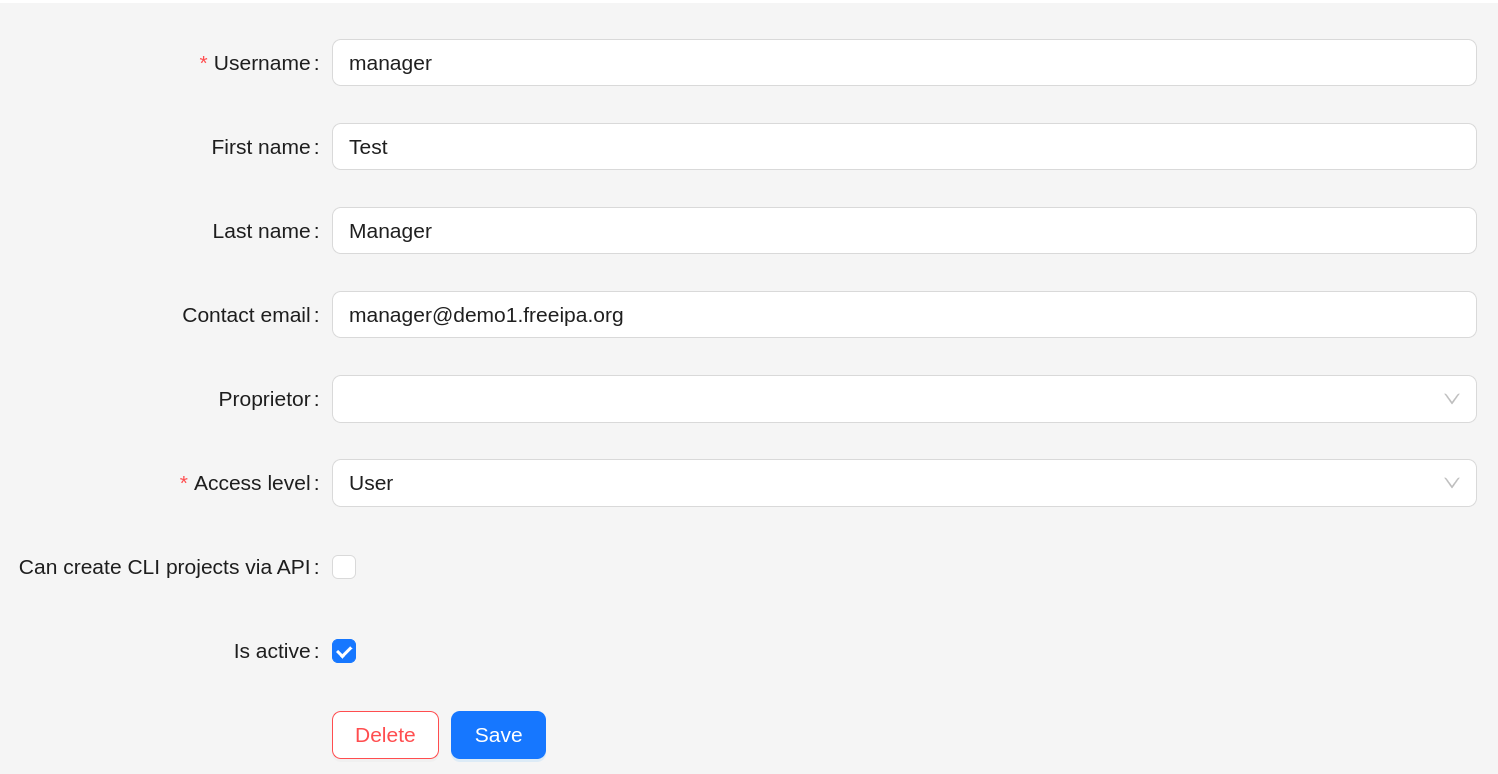 * Username: manager
First name: Test
Last name: Manager
Contact email: manager@demo1.freeipa.org
Proprietor:
* Access level: User
Can create CLI projects via API:
Is active:
Delete Save